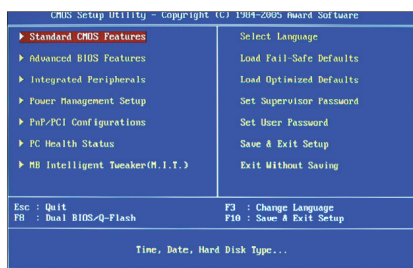 CMOS Setup Utility - Copyright (C) 1984-2005 Award Software
Standard CMOS Features
Advanced BIOS Features
Integrated Peripherals
Power Management Setup
PnP/PCI Configurations
PC Health Status
MB Intelligent Tweaker(M.I.T.)
Select Language
Load Fail-Safe Defaults
Load Optimized Defaults
Set Supervisor Password
Set User Password
Save & Exit Setup
Exit Without Saving
Esc : Quit
F8 : Dual BIOS/Q-Flash
F3 : Change Language
F10 : Save & Exit Setup
Time, Date, Hard Disk Type...